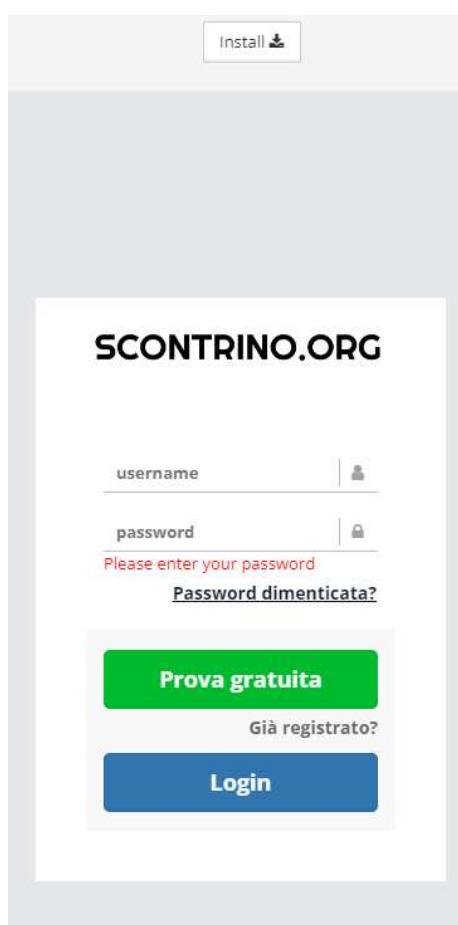 Install
SCONTRINO.ORG
username
password
Please enter your password
Password dimenticata?
Prova gratuita
Già registrato?
Login